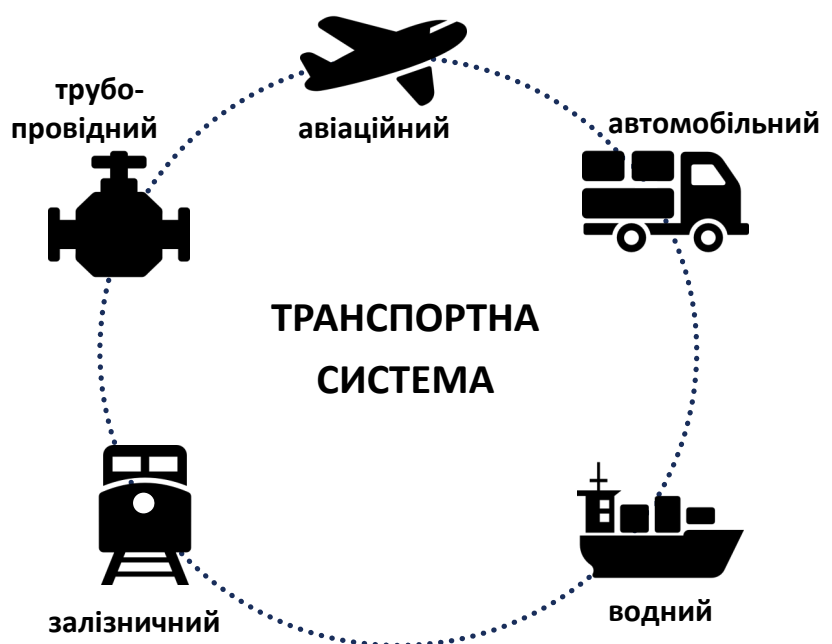 трубо-
провідний
авіаційний
автомобільний
ТРАНСПОРТНА
СИСТЕМА
залізничний
водний